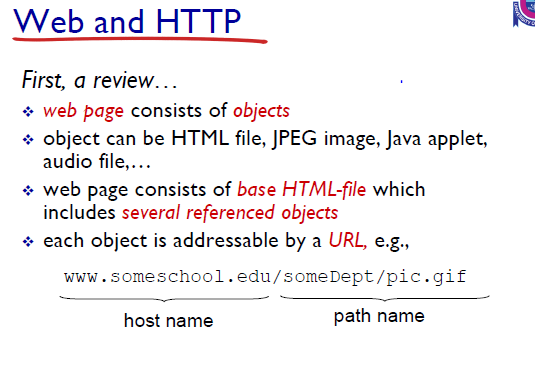 Web and HTTP
First, a review…
❖ web page consists of objects
❖ object can be HTML file, JPEG image, Java applet,
audio file,…
❖ web page consists of base HTML-file which
includes several referenced objects
❖ each object is addressable by a URL, e.g.,
www.someschool.edu/someDept/pic.gif
host name
path name